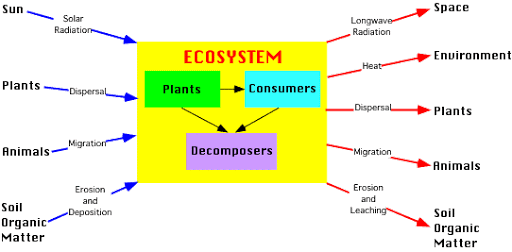 Sun
Solar
Radiation
Plants
Dispersal
Animals
Migration
Soil
Organic
Matter
Erosion
and
Deposition
ECOSYSTEM
Plants
Consumers
Decomposers
Longwave
Radiation
Space
Heat
Environment
Dispersal
Plants
Migration
Animals
Erosion
and
Leaching
Soil
Organic
Matter